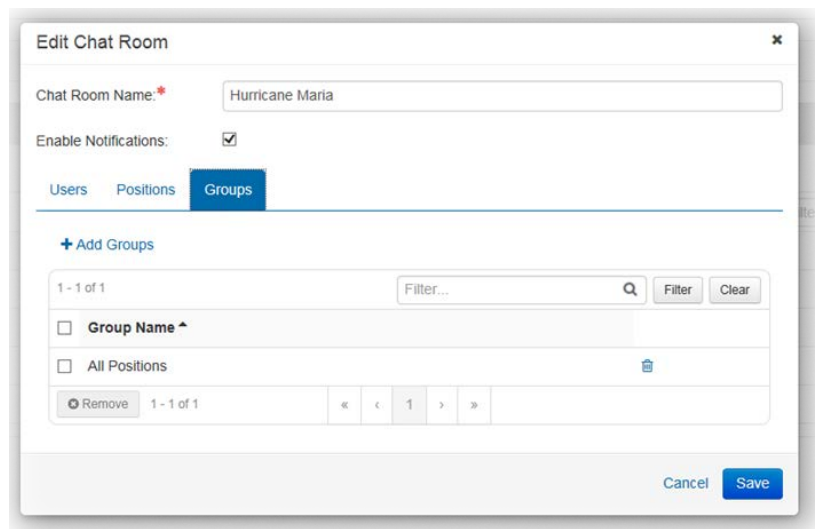 Edit Chat Room
Chat Room Name:* Hurricane Maria
Enable Notifications:
Users Positions Groups
+ Add Groups
1 - 1 of 1 Filter... Filter Clear
Group Name
All Positions
Remove 1 - 1 of 1 « ‹ 1 › »
Cancel Save